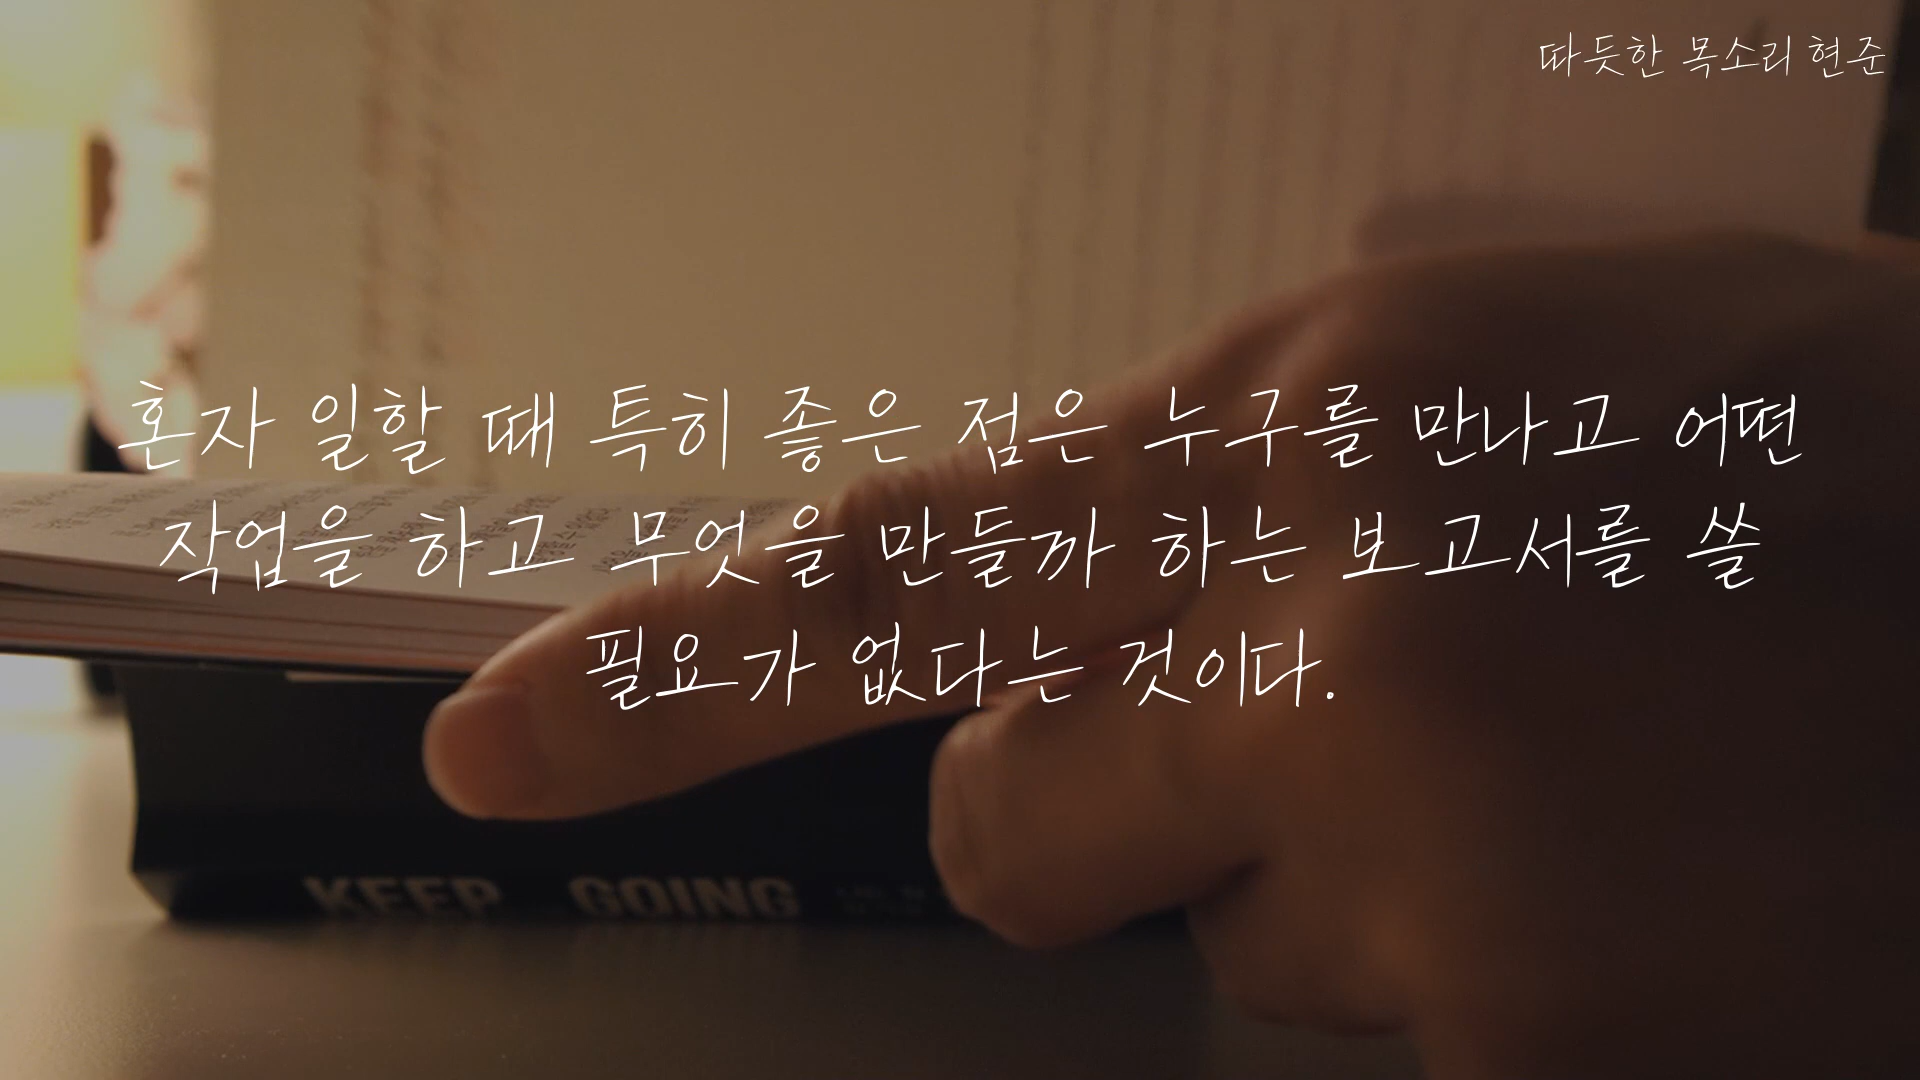 따듯한 목소리 현준
혼자 일할 때 특히 좋은 점은 누구를 만나고 어떤
작업을 하고 무엇을 만들까 하는 보고서를 쓸
필요가 없다는 것이다.
KEEP GOING